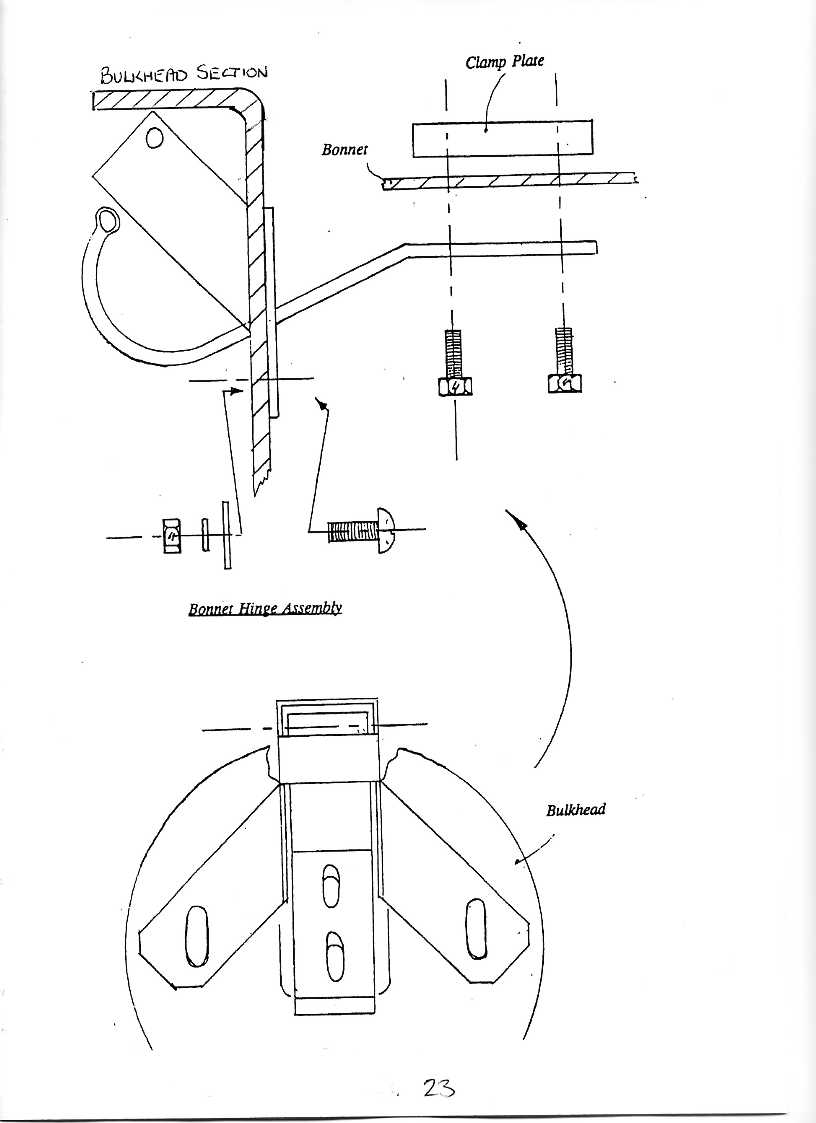 BULKHEAD SECTION
Clamp Plate
Bonnet
Bonnet Hinge Assembly
Bulkhead
23